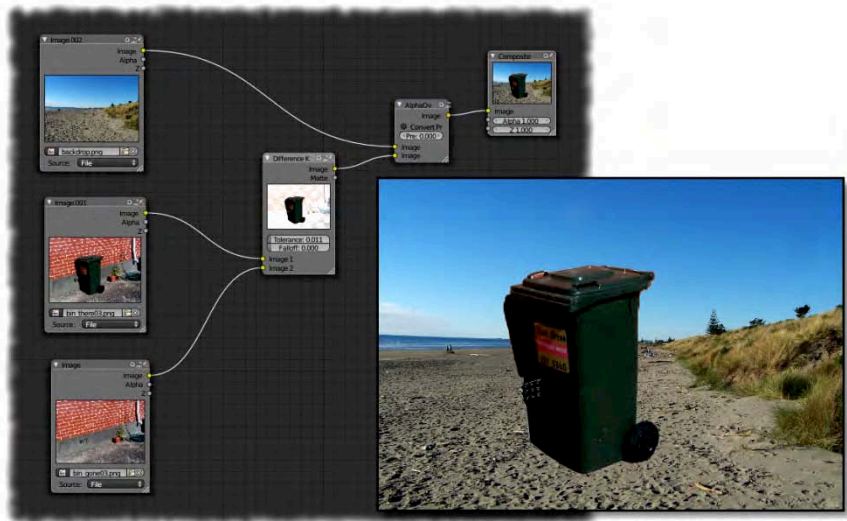 Image.002
Image
Alpha
Z
backdrop.png
Source: File
Image.001
Image
Alpha
Z
bin_there03.png
Source: File
Image
Image
Alpha
Z
bin_gone03.png
Source: File
Difference K
Image
Matte
Tolerance: 0.011
Falloff: 0.000
Image 1
Image 2
AlphaOv
Image
Convert Pr
Pre: 0.000
Image
Image
Composite
Image
Alpha 1.000
Z 1.000